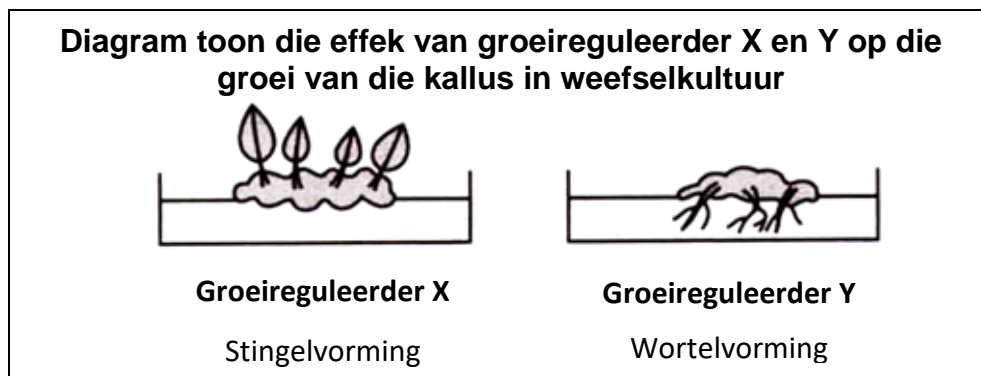 Diagram toon die effek van groeireguleerder X en Y op die
groei van die kallus in weefselkultuur
Groeireguleerder X
Groeireguleerder Y
Stingelvorming
Wortelvorming